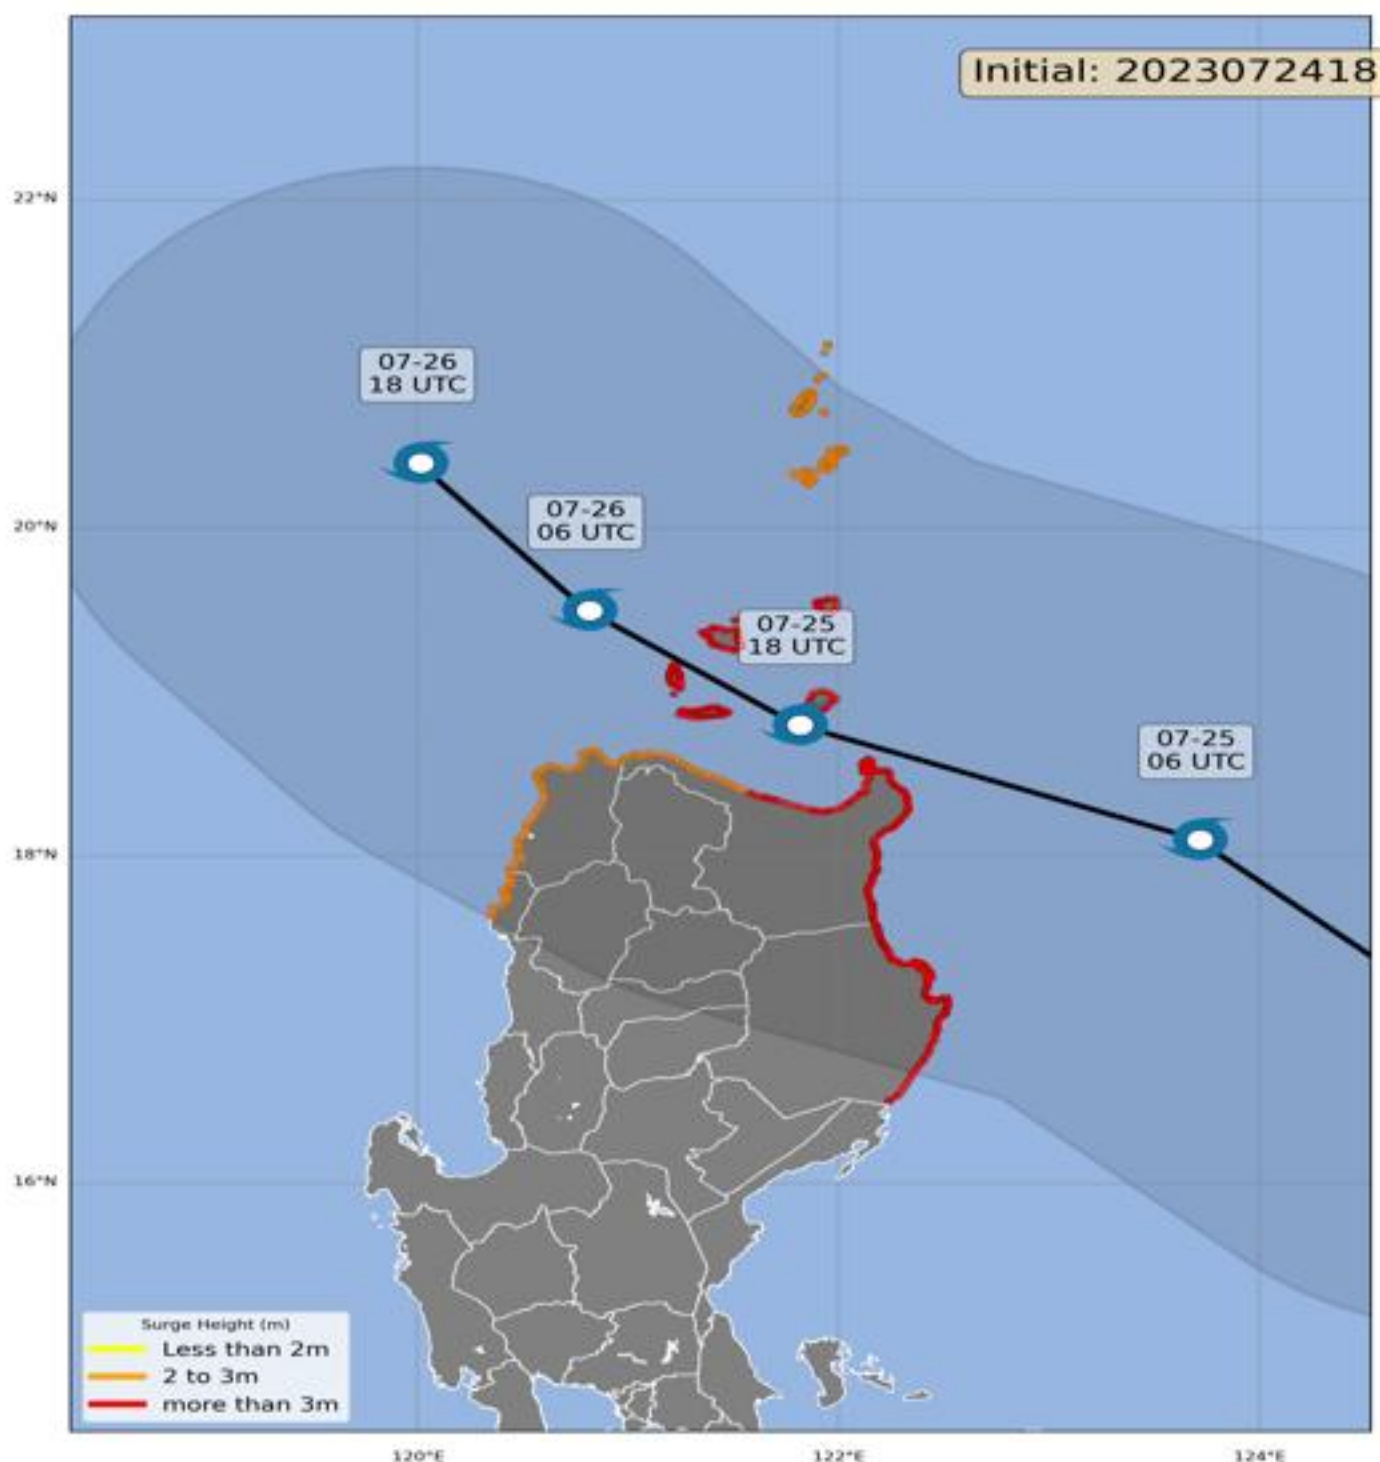 Initial: 2023072418
22°N
07-26
18 UTC
07-26
06 UTC
20°N
07-25
18 UTC
07-25
06 UTC
18°N
16°N
Surge Height (m)
Less than 2m
2 to 3m
more than 3m
120°E
122°E
124°E